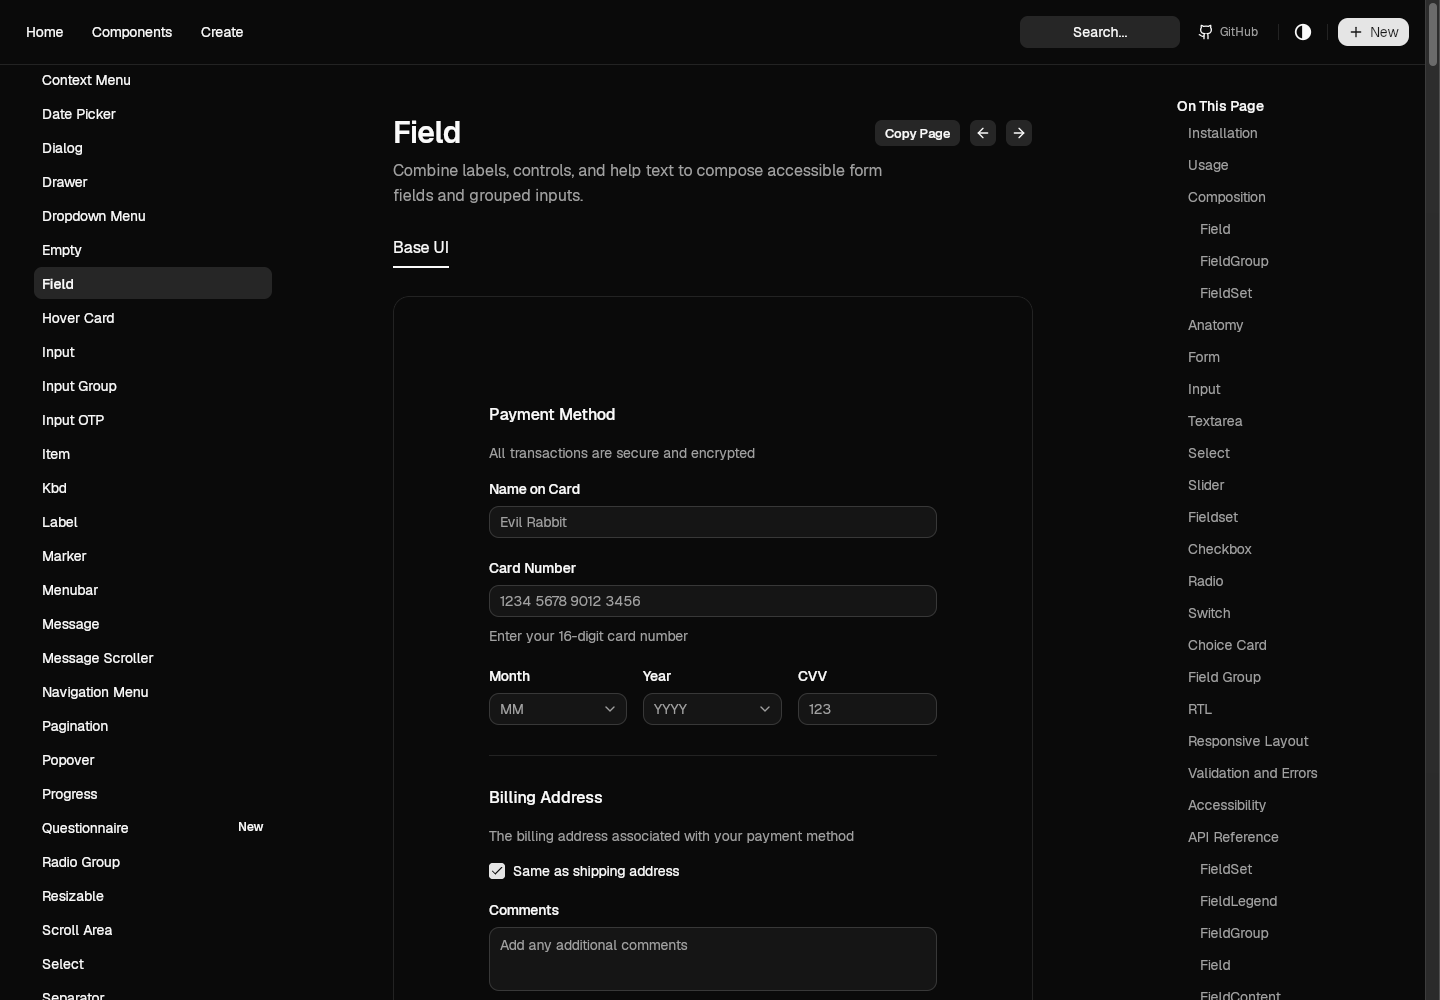 Home
Components
Create
Search...
GitHub
New
Context Menu
Date Picker
Dialog
Drawer
Dropdown Menu
Empty
Field
Hover Card
Input
Input Group
Input OTP
Item
Kbd
Label
Marker
Menubar
Message
Message Scroller
Navigation Menu
Pagination
Popover
Progress
Questionnaire New
Radio Group
Resizable
Scroll Area
Select
Separator
Field
Copy Page
Combine labels, controls, and help text to compose accessible form
fields and grouped inputs.
Base UI
Payment Method
All transactions are secure and encrypted
Name on Card
Evil Rabbit
Card Number
1234 5678 9012 3456
Enter your 16-digit card number
Month Year CVV
MM YYYY 123
Billing Address
The billing address associated with your payment method
Same as shipping address
Comments
Add any additional comments
On This Page
Installation
Usage
Composition
Field
FieldGroup
FieldSet
Anatomy
Form
Input
Textarea
Select
Slider
Fieldset
Checkbox
Radio
Switch
Choice Card
Field Group
RTL
Responsive Layout
Validation and Errors
Accessibility
API Reference
FieldSet
FieldLegend
FieldGroup
Field
FieldContent